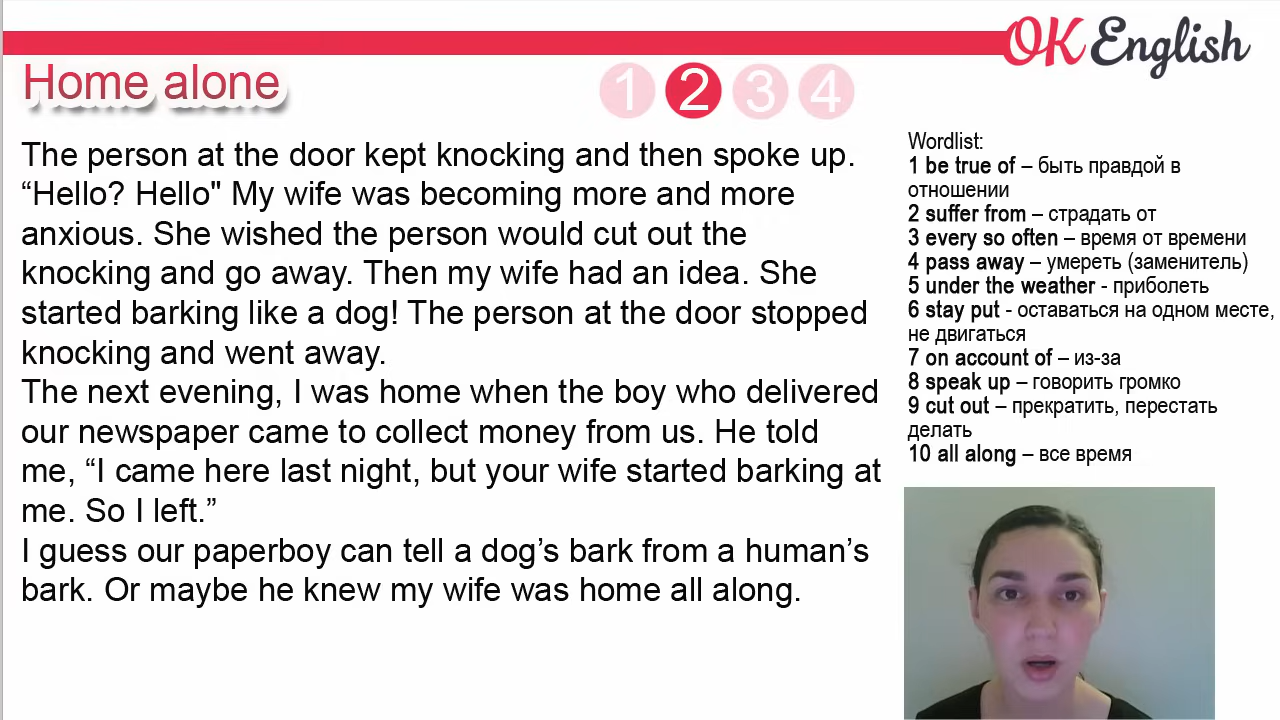 OK English
Home alone
1 2 3 4
The person at the door kept knocking and then spoke up.
“Hello? Hello" My wife was becoming more and more
anxious. She wished the person would cut out the
knocking and go away. Then my wife had an idea. She
started barking like a dog! The person at the door stopped
knocking and went away.
The next evening, I was home when the boy who delivered
our newspaper came to collect money from us. He told
me, “I came here last night, but your wife started barking at
me. So I left.”
I guess our paperboy can tell a dog’s bark from a human’s
bark. Or maybe he knew my wife was home all along.
Wordlist:
1 be true of – быть правдой в
отношении
2 suffer from – страдать от
3 every so often – время от времени
4 pass away – умереть (заменитель)
5 under the weather - приболеть
6 stay put - оставаться на одном месте,
не двигаться
7 on account of – из-за
8 speak up – говорить громко
9 cut out – прекратить, перестать
делать
10 all along – все время